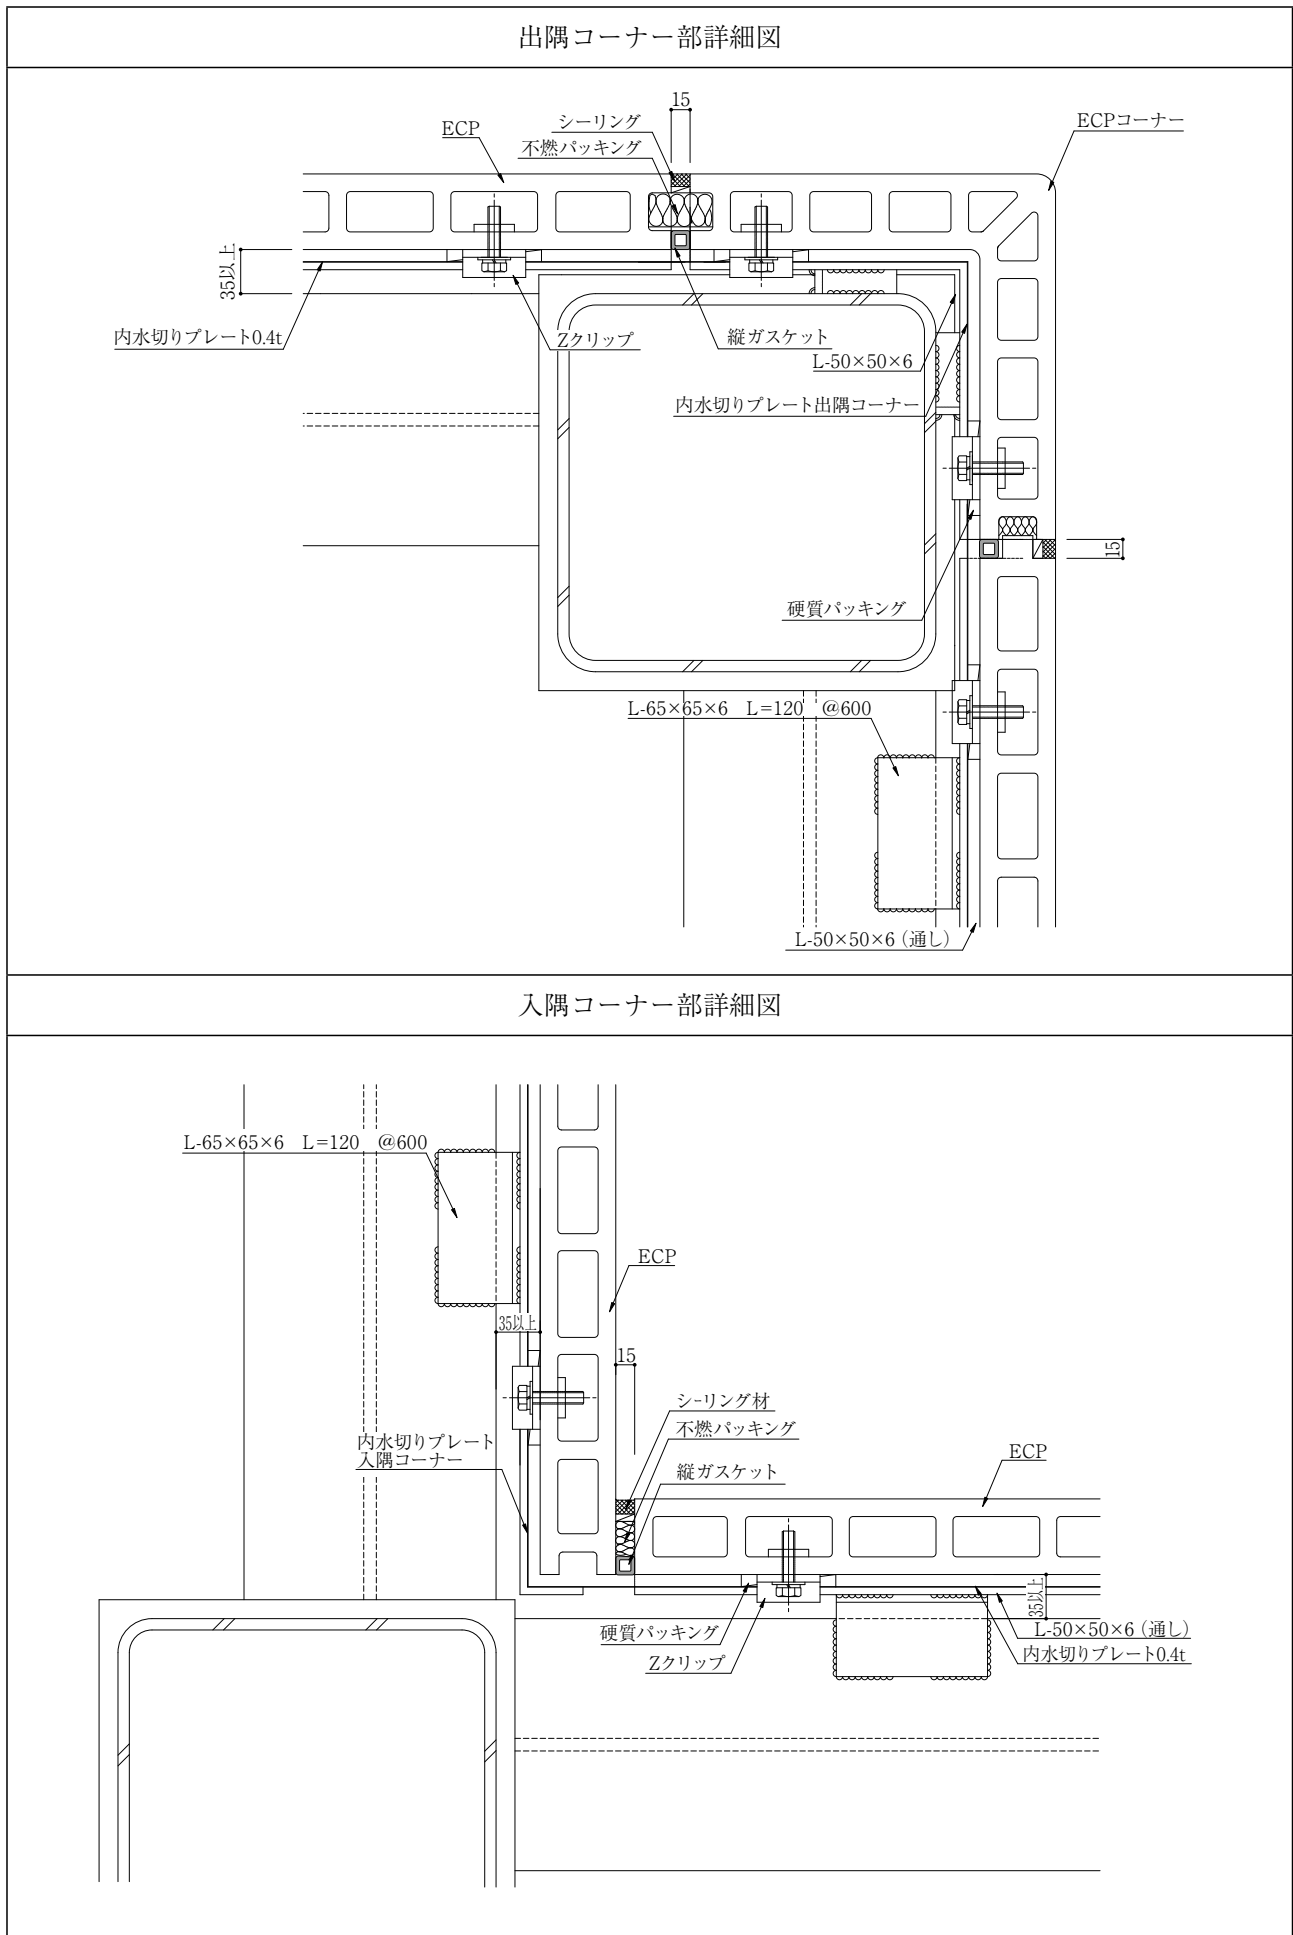 出隅コーナー部詳細図
15
シーリング
ECP
不燃パッキング
ECPコーナー
35以上
内水切りプレート0.4t
Zクリップ
縦ガスケット
L-50×50×6
内水切りプレート出隅コーナー
15
硬質パッキング
L-65×65×6 L=120 @600
L-50×50×6（通し）
入隅コーナー部詳細図
L-65×65×6 L=120 @600
ECP
35以上
15
シーリング材
不燃パッキング
内水切りプレート
入隅コーナー
縦ガスケット
ECP
35以上
硬質パッキング
L-50×50×6（通し）
Zクリップ
内水切りプレート0.4t